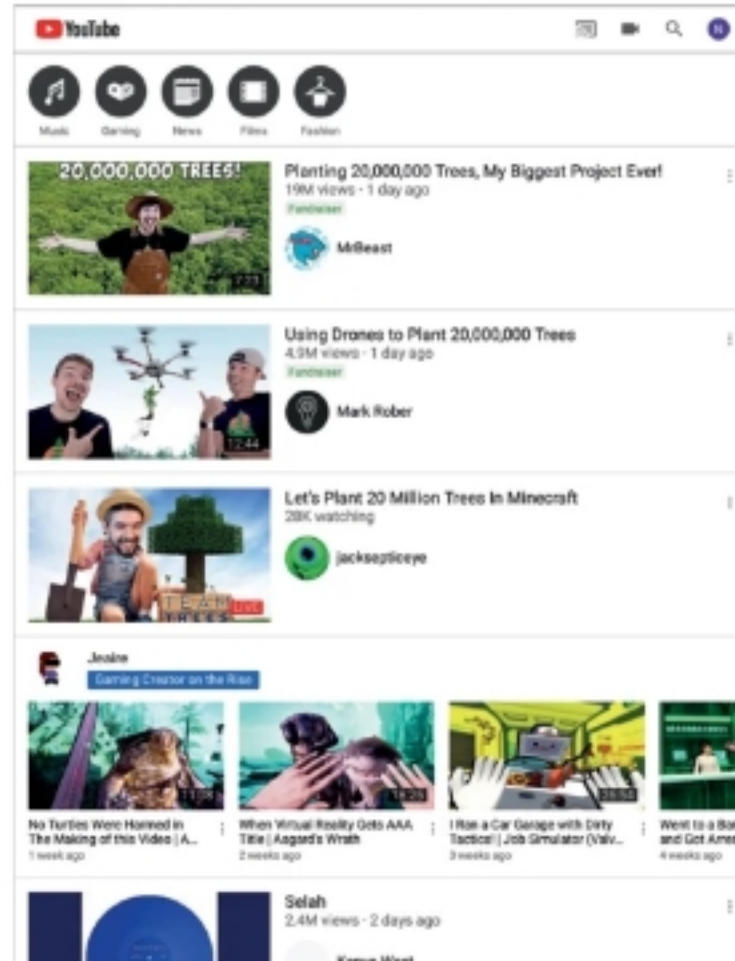 YouTube
N
Music
Gaming
News
Films
Fashion
20,000,000 TREES!
7:23
Planting 20,000,000 Trees, My Biggest Project Ever!
19M views · 1 day ago
Fundraiser
MrBeast
12:44
Using Drones to Plant 20,000,000 Trees
4.9M views · 1 day ago
Fundraiser
Mark Rober
TEAM
TREES
LIVE
Let's Plant 20 Million Trees In Minecraft
28K watching
jacksepticeye
Jeaire
Gaming Creator on the Rise
No Turtles Were Harmed in
The Making of this Video | A...
1 week ago
When Virtual Reality Gets AAA
Title | Asgard's Wrath
2 weeks ago
I Ran a Car Garage with Dirty
Tactics! | Job Simulator (Valv...
3 weeks ago
Went to a Ba
and Got Arre
4 weeks ago
Selah
2.4M views · 2 days ago
Kanye West